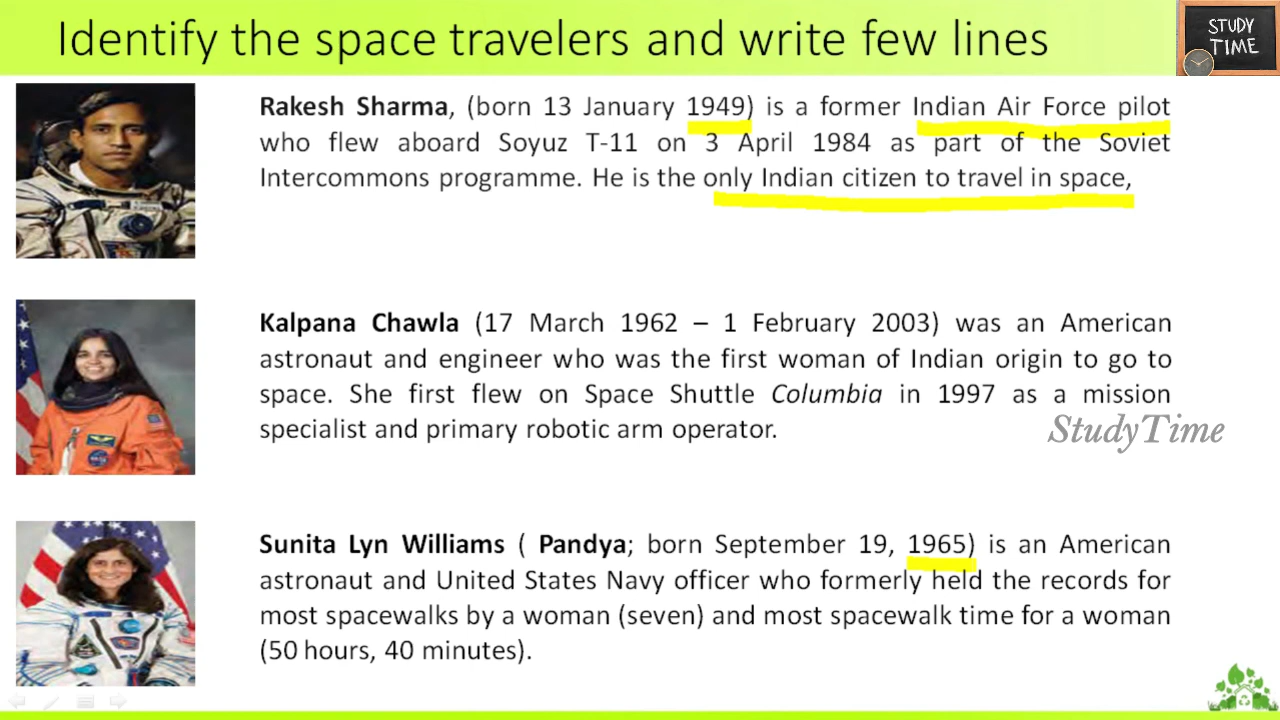 Identify the space travelers and write few lines
STUDY
TIME
Rakesh Sharma, (born 13 January 1949) is a former Indian Air Force pilot
who flew aboard Soyuz T-11 on 3 April 1984 as part of the Soviet
Intercommons programme. He is the only Indian citizen to travel in space,
Kalpana Chawla (17 March 1962 – 1 February 2003) was an American
astronaut and engineer who was the first woman of Indian origin to go to
space. She first flew on Space Shuttle Columbia in 1997 as a mission
specialist and primary robotic arm operator.
StudyTime
Sunita Lyn Williams ( Pandya; born September 19, 1965) is an American
astronaut and United States Navy officer who formerly held the records for
most spacewalks by a woman (seven) and most spacewalk time for a woman
(50 hours, 40 minutes).